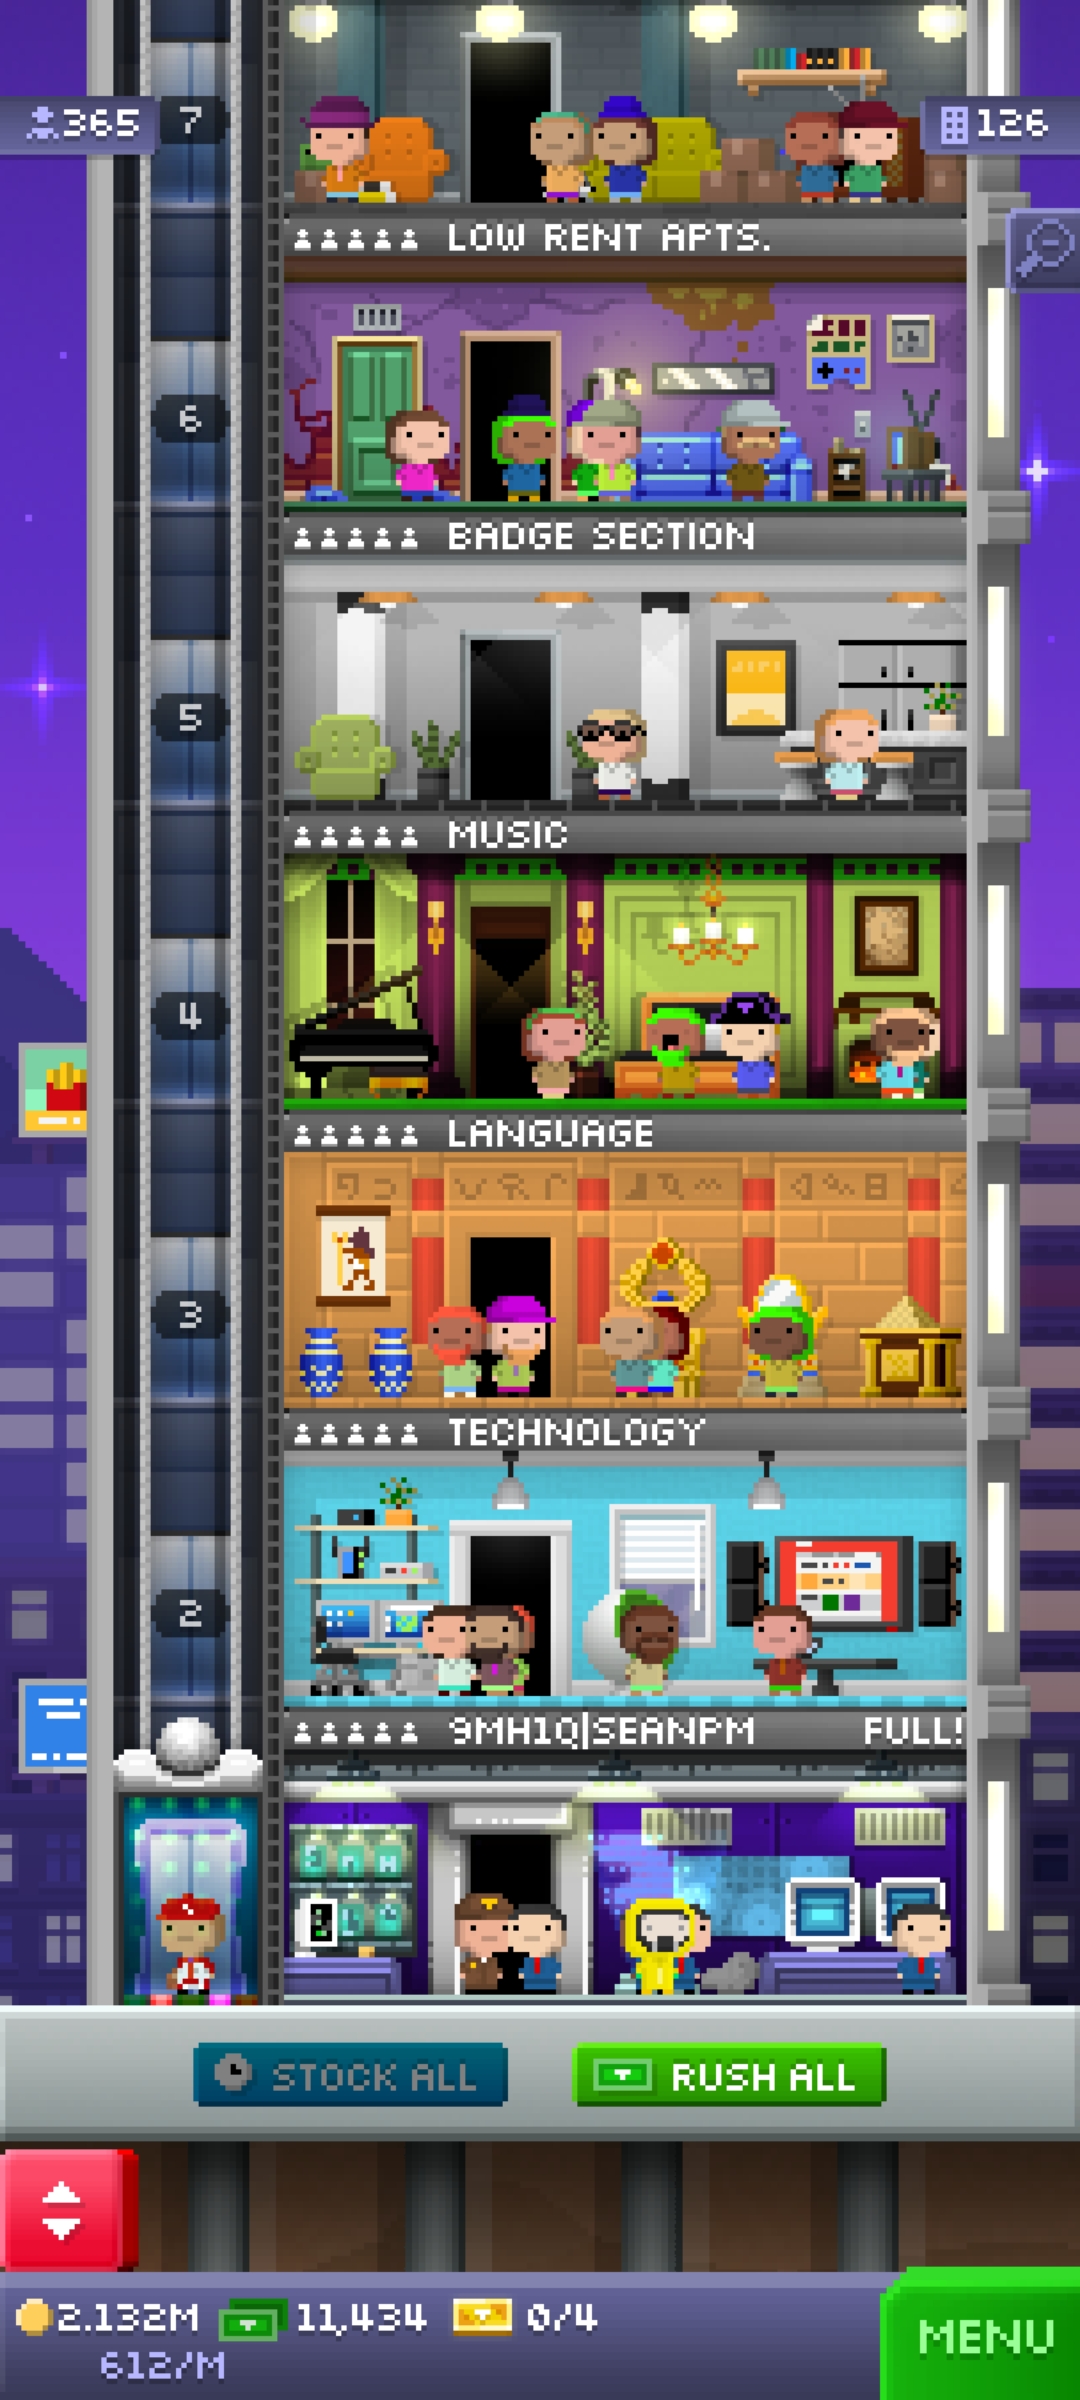 365
7
126
LOW RENT APTS.
6
BADGE SECTION
5
MUSIC
4
LANGUAGE
3
TECHNOLOGY
2
9MH1Q|SEANPM FULL!
STOCK ALL
RUSH ALL
2.132M 11,434 0/4
612/M
MENU